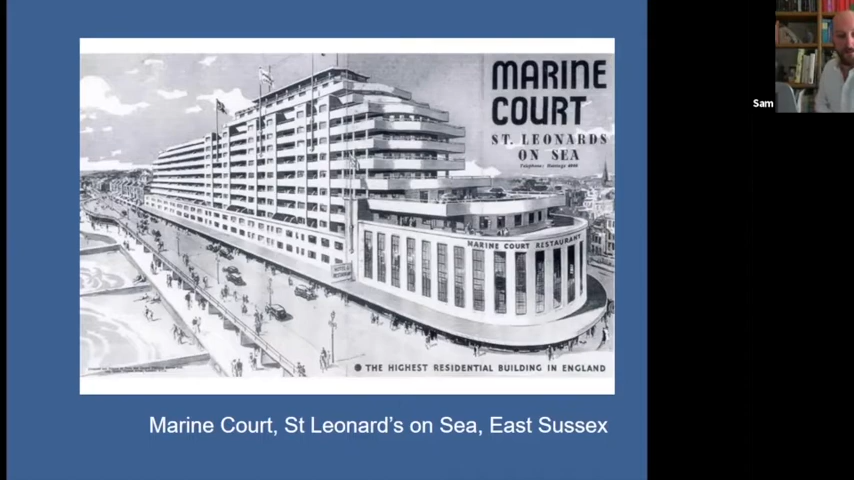 MARINE
COURT
ST. LEONARDS
ON SEA
Sam
MARINE COURT RESTAURANT
THE HIGHEST RESIDENTIAL BUILDING IN ENGLAND
Marine Court, St Leonard's on Sea, East Sussex